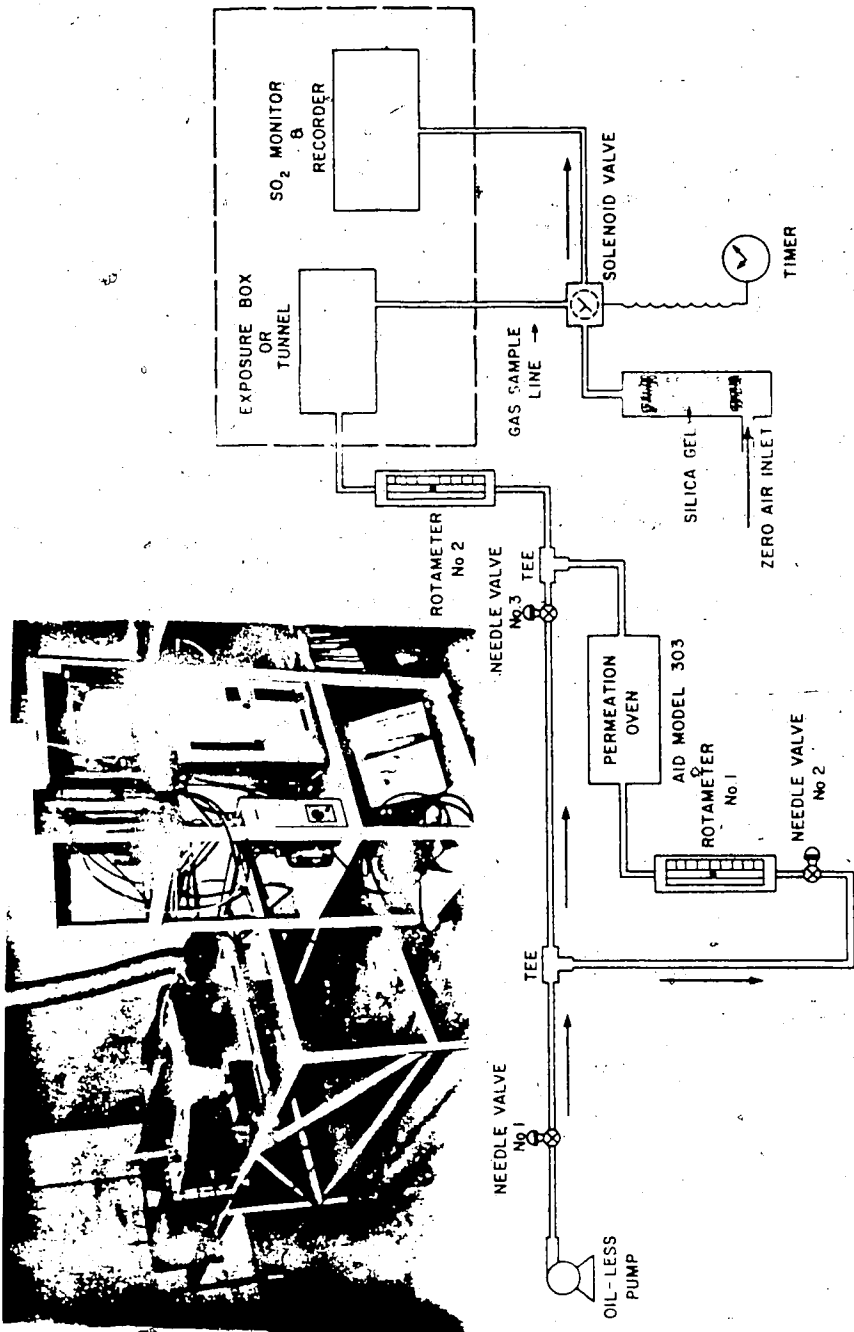 EXPOSURE BOX
OR
TUNNEL
SO₂ MONITOR
&
RECORDER
ROTAMETER
No 2
GAS SAMPLE
LINE
SOLENOID VALVE
TIMER
SILICA GEL
ZERO AIR INLET
NEEDLE VALVE
No.3
TEE
PERMEATION
OVEN
AID MODEL 303
ROTAMETER
No.1
NEEDLE VALVE
No 2
TEE
NEEDLE VALVE
No 1
OIL-LESS
PUMP